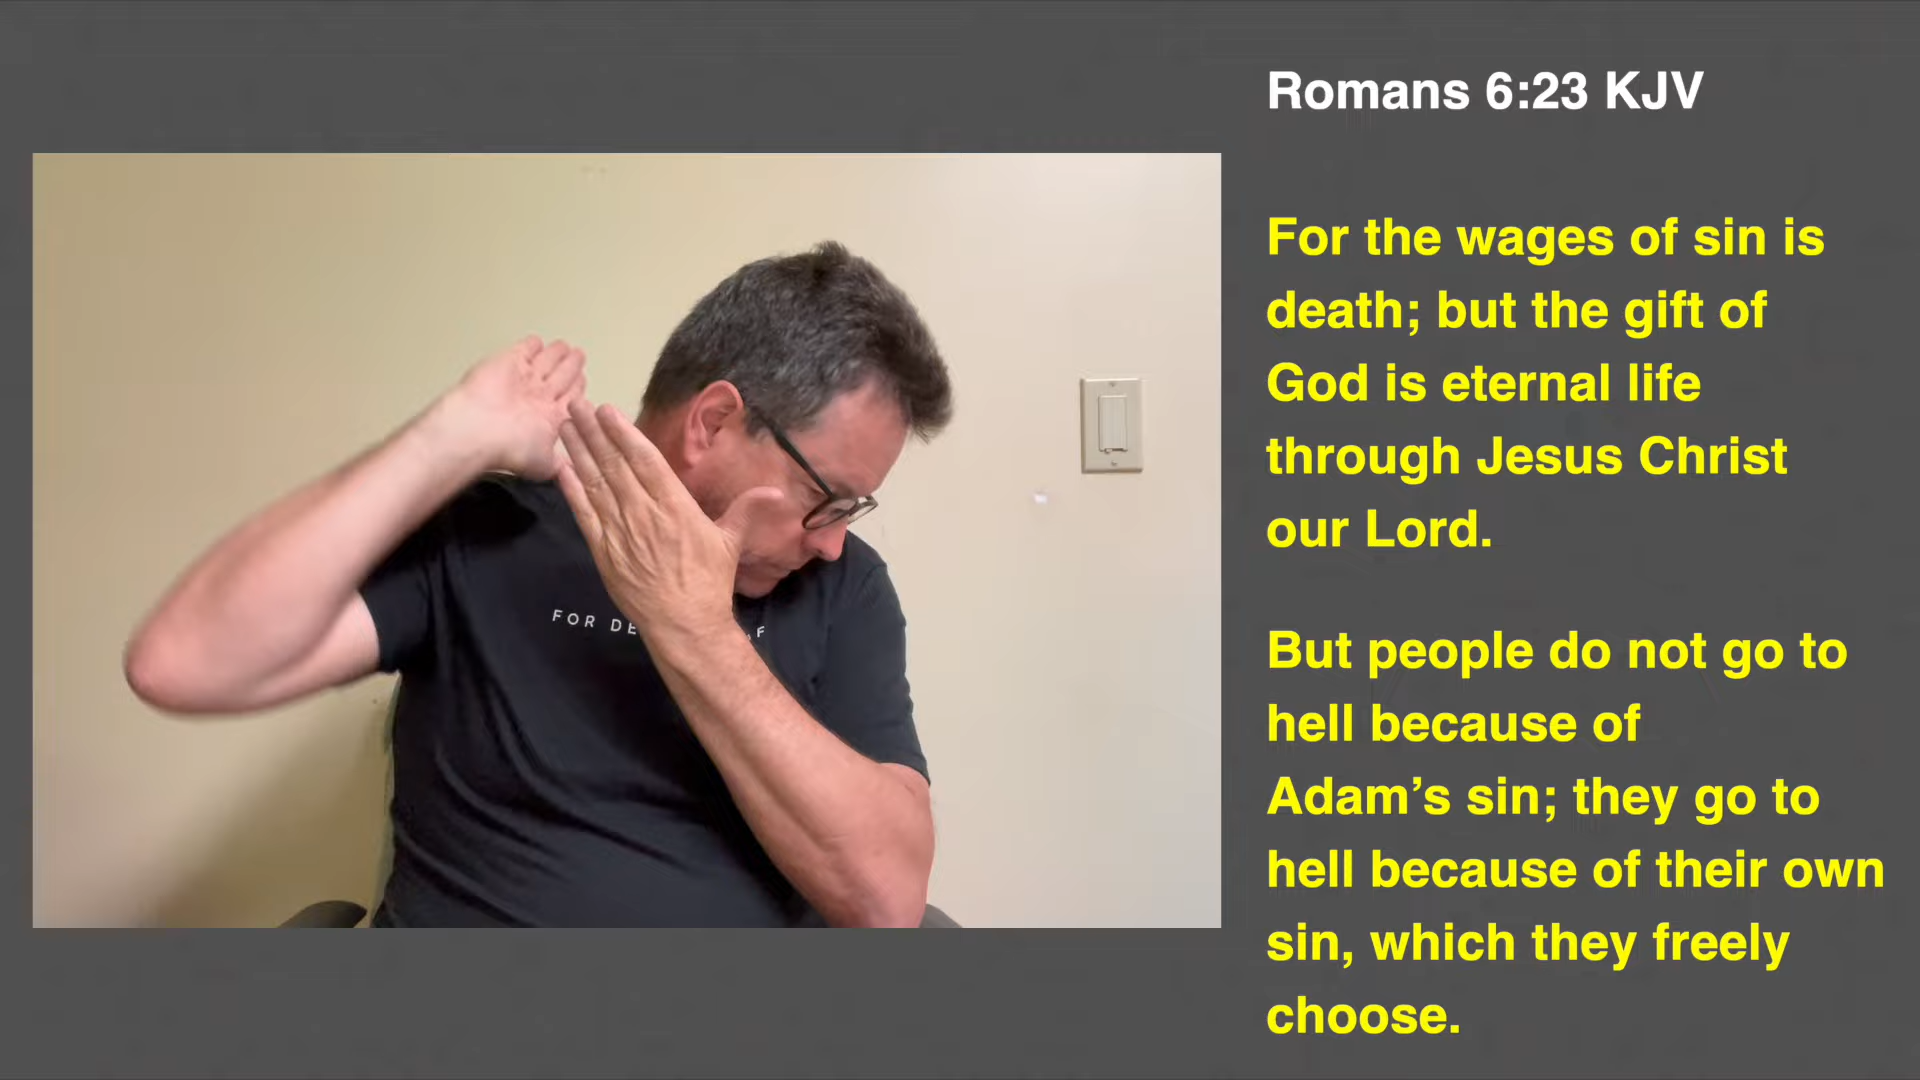 Romans 6:23 KJV
For the wages of sin is
death; but the gift of
God is eternal life
through Jesus Christ
our Lord.
But people do not go to
hell because of
Adam’s sin; they go to
hell because of their own
sin, which they freely
choose.
FOR